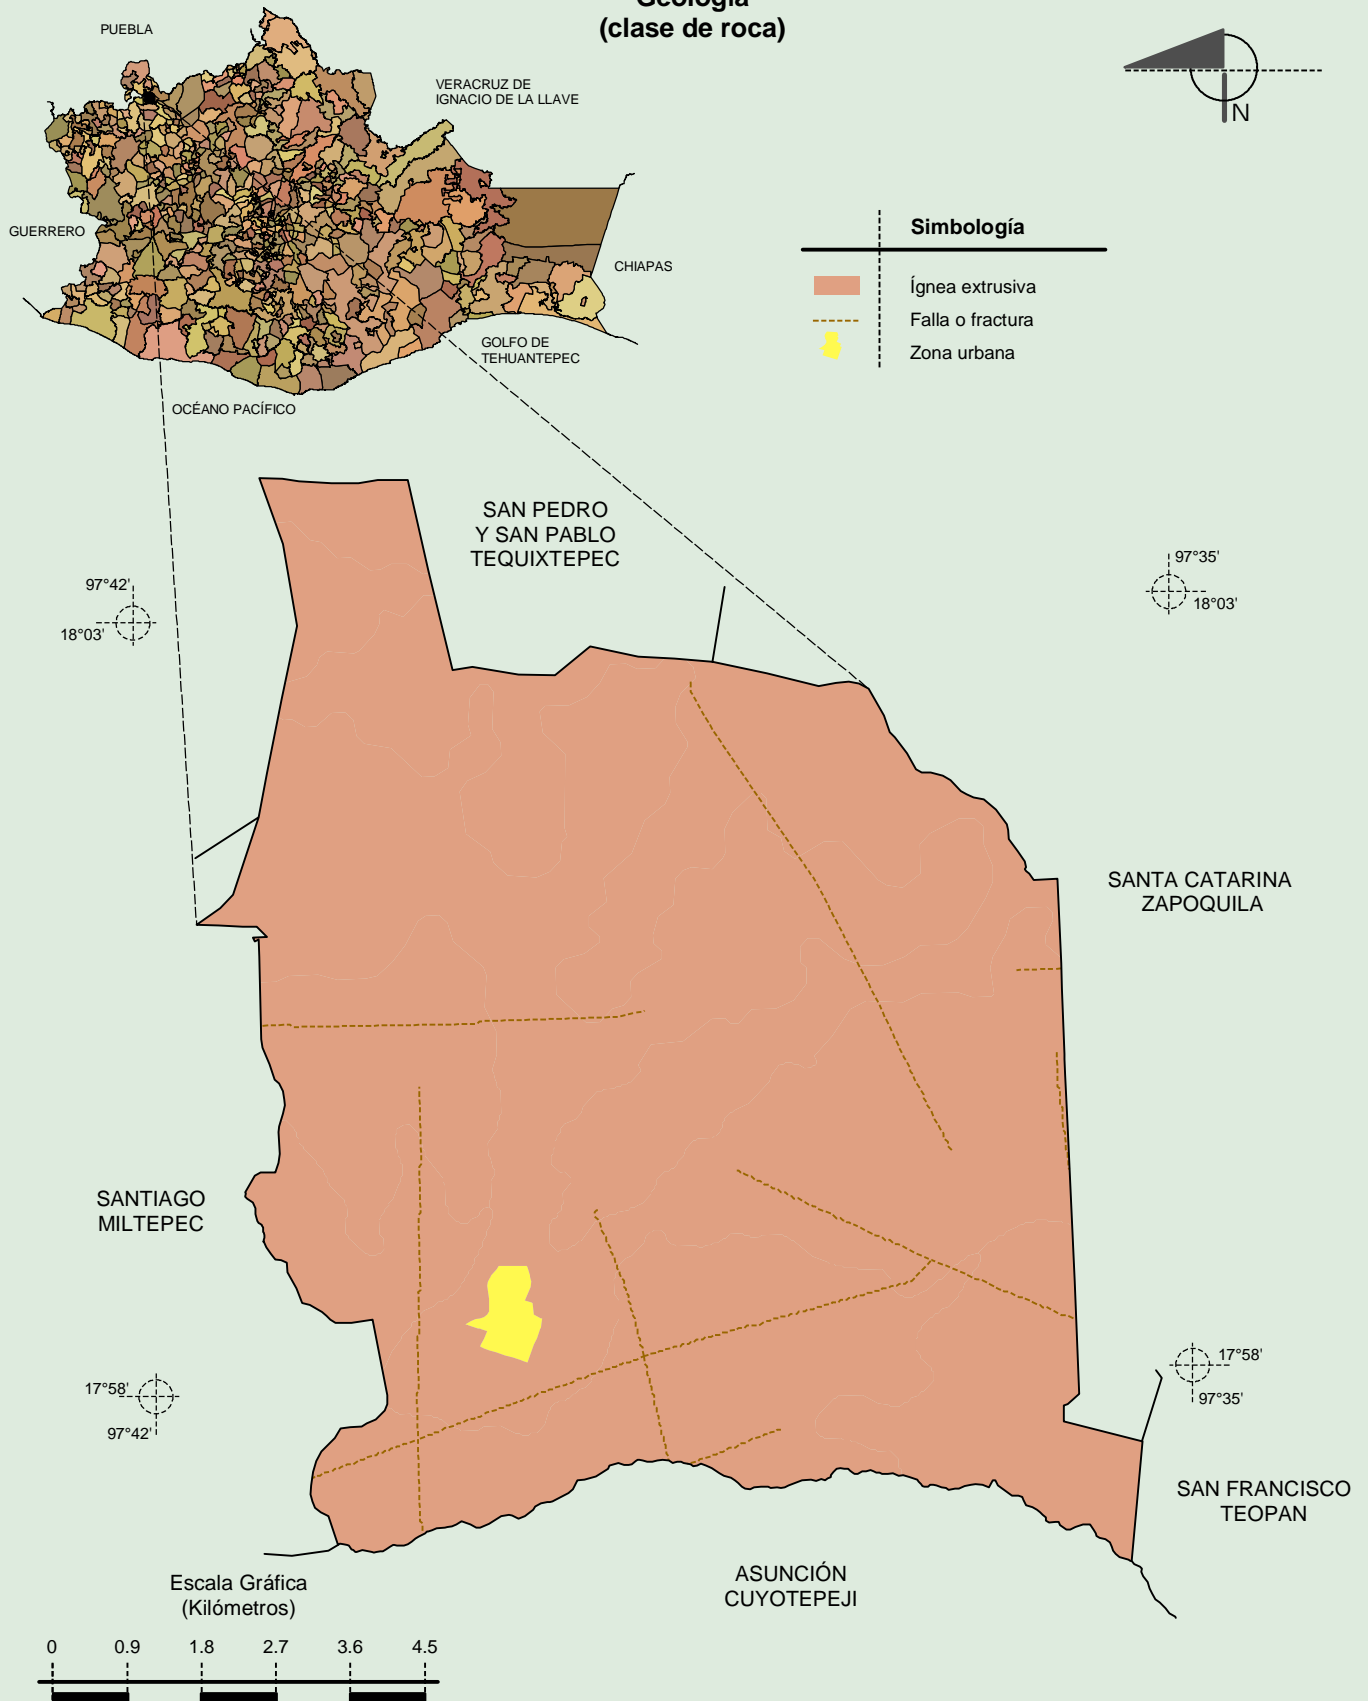 Geología
(clase de roca)
PUEBLA
VERACRUZ DE
IGNACIO DE LA LLAVE
N
GUERRERO
CHIAPAS
GOLFO DE
TEHUANTEPEC
OCÉANO PACÍFICO
Simbología
Ígnea extrusiva
Falla o fractura
Zona urbana
SAN PEDRO
Y SAN PABLO
TEQUIXTEPEC
97°42'
18°03'
97°35'
18°03'
SANTA CATARINA
ZAPOQUILA
SANTIAGO
MILTEPEC
17°58'
97°42'
17°58'
97°35'
SAN FRANCISCO
TEOPAN
ASUNCIÓN
CUYOTEPEJI
Escala Gráfica
(Kilómetros)
0 0.9 1.8 2.7 3.6 4.5